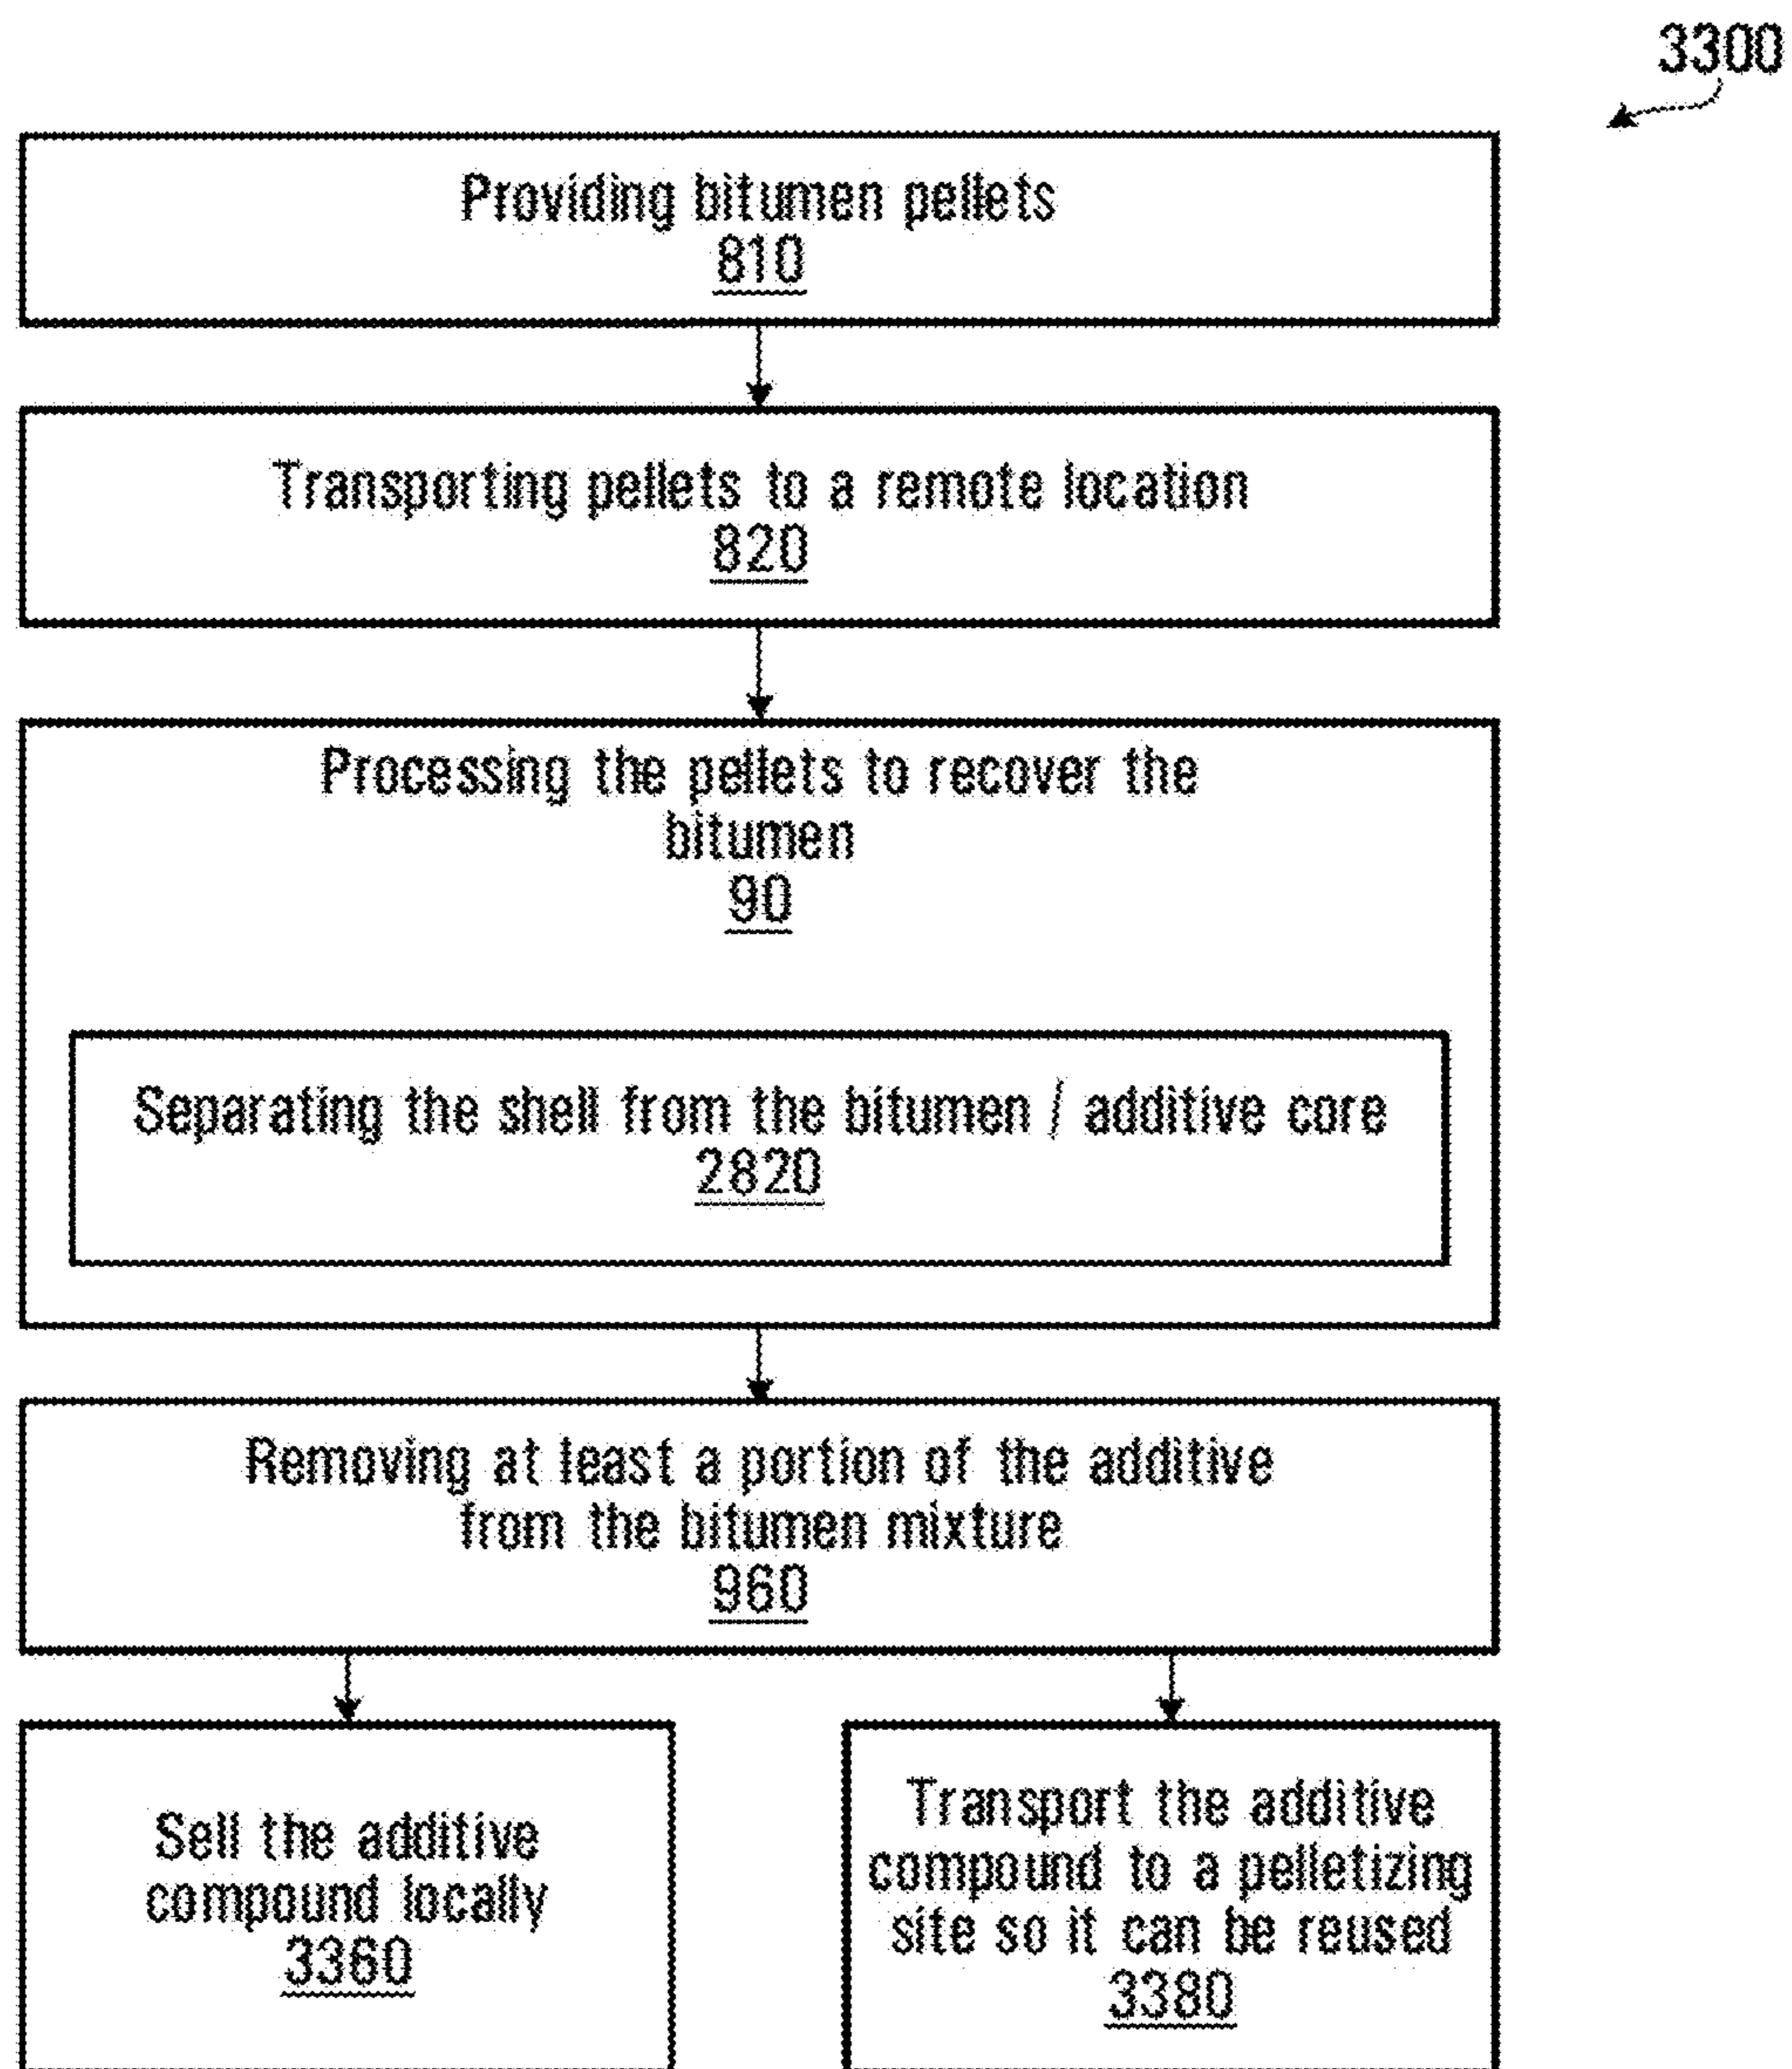 3300
Providing bitumen pellets
810
Transporting pellets to a remote location
820
Processing the pellets to recover the
bitumen
90
Separating the shell from the bitumen / additive core
2820
Removing at least a portion of the additive
from the bitumen mixture
960
Sell the additive
compound locally
3360
Transport the additive
compound to a pelletizing
site so it can be reused
3380